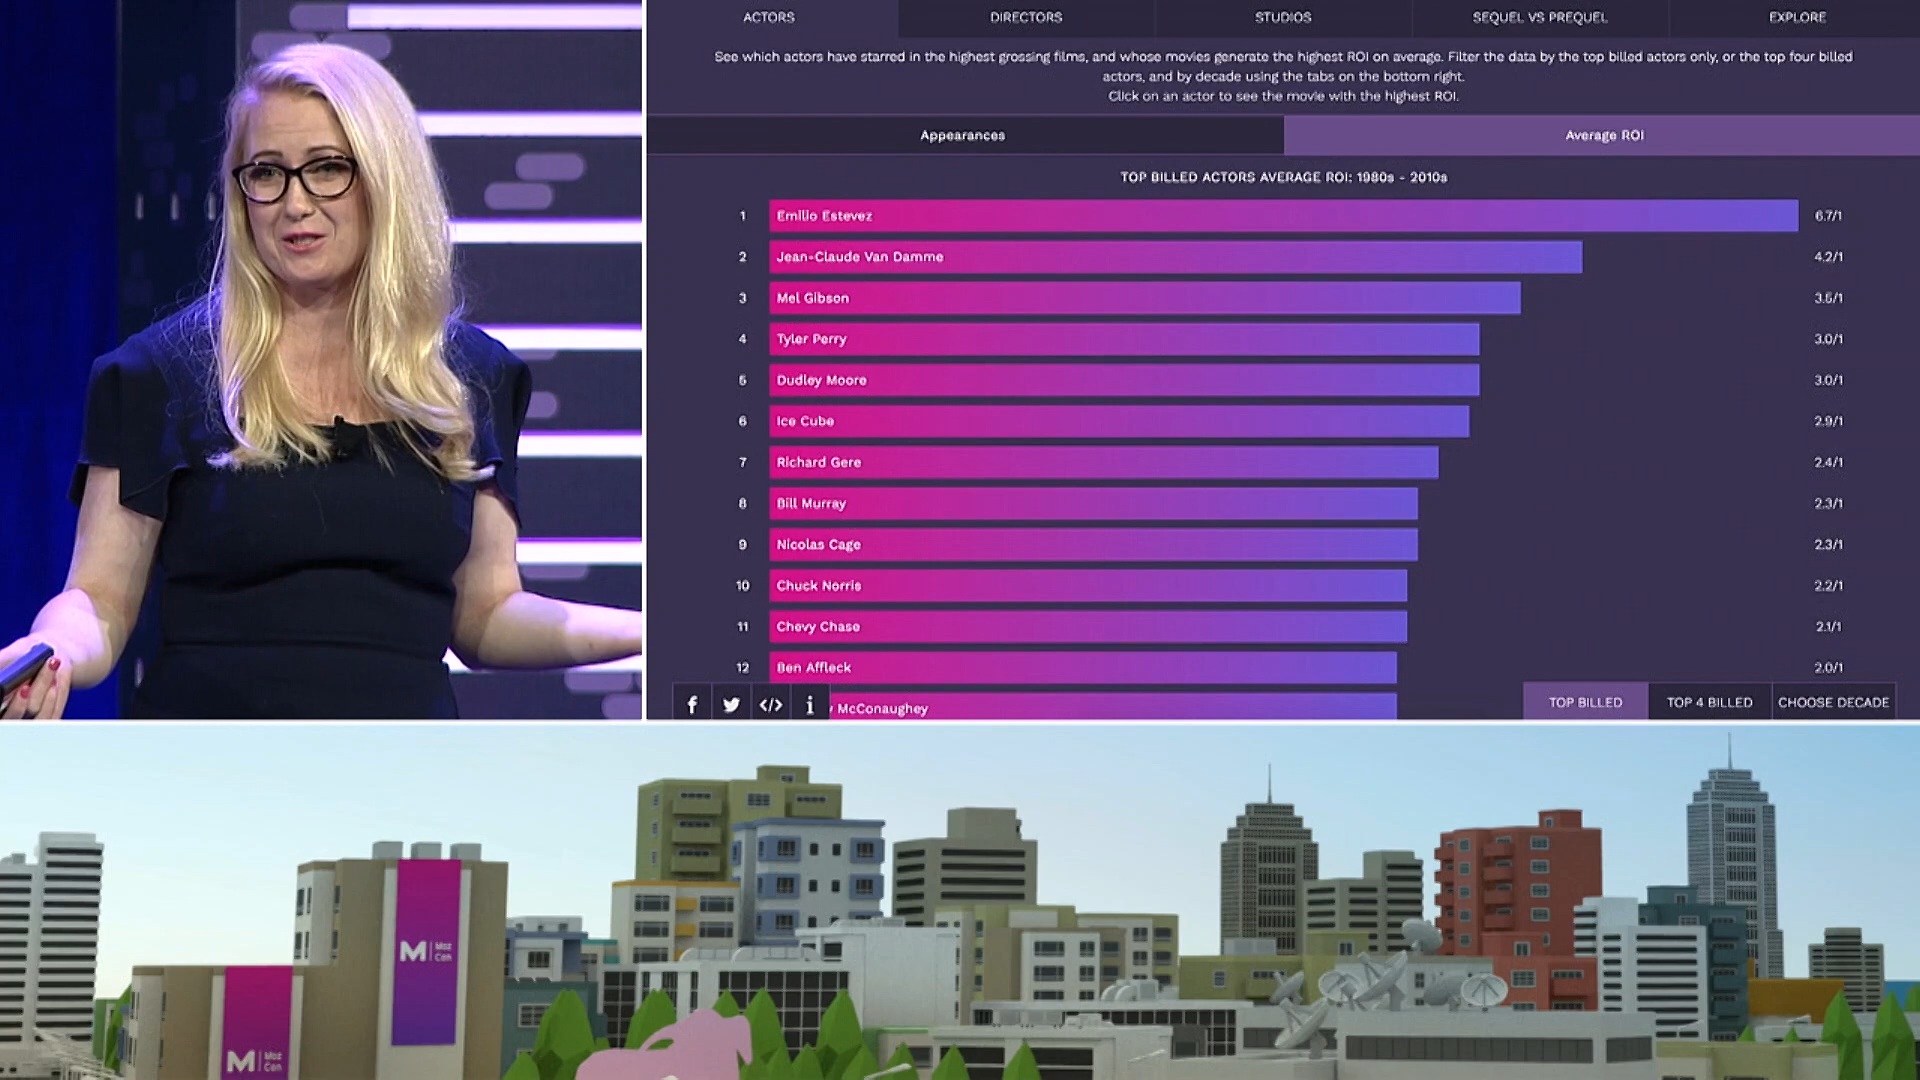 ACTORS
DIRECTORS
STUDIOS
SEQUEL VS PREQUEL
EXPLORE
See which actors have starred in the highest grossing films, and whose movies generate the highest ROI on average. Filter the data by the top billed actors only, or the top four billed
actors, and by decade using the tabs on the bottom right.
Click on an actor to see the movie with the highest ROI.
Appearances
Average ROI
TOP BILLED ACTORS AVERAGE ROI: 1980s - 2010s
1 Emilio Estevez 6.7/1
2 Jean-Claude Van Damme 4.2/1
3 Mel Gibson 3.5/1
4 Tyler Perry 3.0/1
5 Dudley Moore 3.0/1
6 Ice Cube 2.9/1
7 Richard Gere 2.4/1
8 Bill Murray 2.3/1
9 Nicolas Cage 2.3/1
10 Chuck Norris 2.2/1
11 Chevy Chase 2.1/1
12 Ben Affleck 2.0/1
McConaughey
TOP BILLED
TOP 4 BILLED
CHOOSE DECADE
M Moz
Con
M Moz
Con